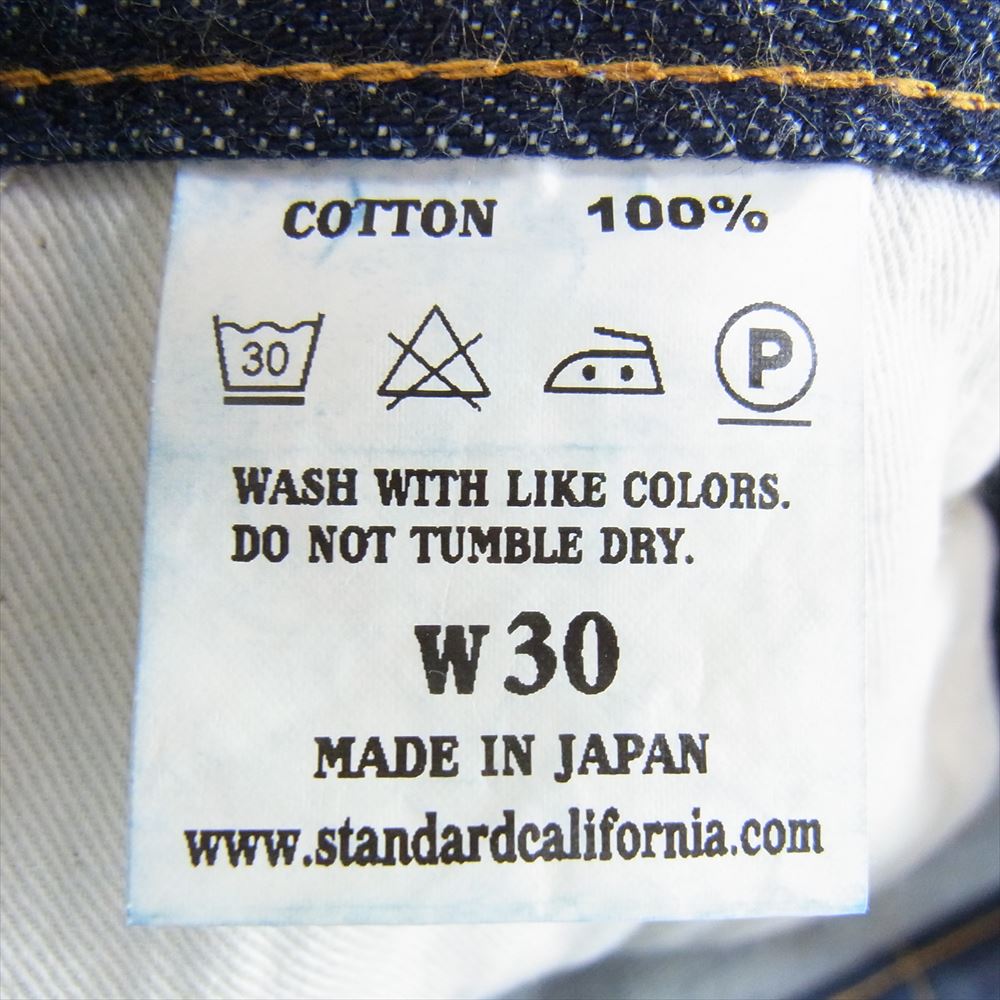 COTTON 100%
30 P
WASH WITH LIKE COLORS.
DO NOT TUMBLE DRY.
W30
MADE IN JAPAN
www.standardcalifornia.com